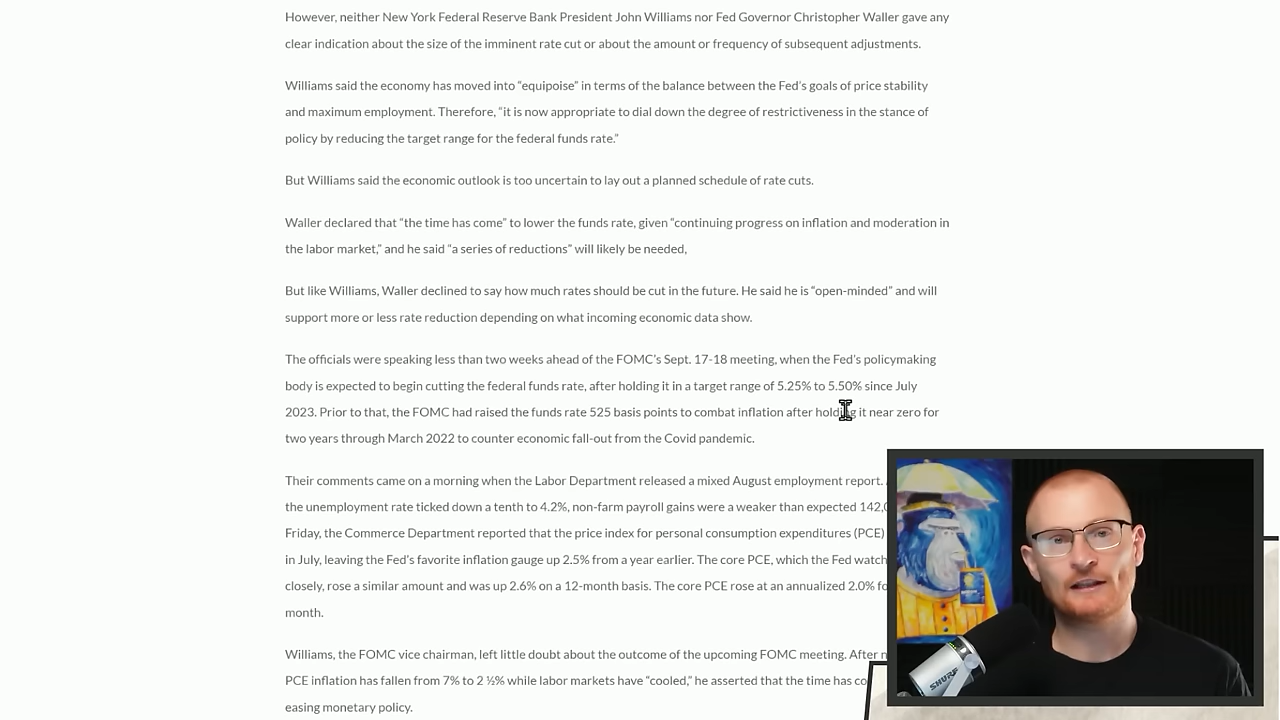 However, neither New York Federal Reserve Bank President John Williams nor Fed Governor Christopher Waller gave any
clear indication about the size of the imminent rate cut or about the amount or frequency of subsequent adjustments.
Williams said the economy has moved into “equipoise” in terms of the balance between the Fed’s goals of price stability
and maximum employment. Therefore, “it is now appropriate to dial down the degree of restrictiveness in the stance of
policy by reducing the target range for the federal funds rate.”
But Williams said the economic outlook is too uncertain to lay out a planned schedule of rate cuts.
Waller declared that “the time has come” to lower the funds rate, given “continuing progress on inflation and moderation in
the labor market,” and he said “a series of reductions” will likely be needed,
But like Williams, Waller declined to say how much rates should be cut in the future. He said he is “open-minded” and will
support more or less rate reduction depending on what incoming economic data show.
The officials were speaking less than two weeks ahead of the FOMC’s Sept. 17-18 meeting, when the Fed’s policymaking
body is expected to begin cutting the federal funds rate, after holding it in a target range of 5.25% to 5.50% since July
2023. Prior to that, the FOMC had raised the funds rate 525 basis points to combat inflation after holding it near zero for
two years through March 2022 to counter economic fall-out from the Covid pandemic.
Their comments came on a morning when the Labor Department released a mixed August employment report.
the unemployment rate ticked down a tenth to 4.2%, non-farm payroll gains were a weaker than expected
Friday, the Commerce Department reported that the price index for personal consumption expenditures (PCE)
in July, leaving the Fed’s favorite inflation gauge up 2.5% from a year earlier. The core PCE, which the Fed
closely, rose a similar amount and was up 2.6% on a 12-month basis. The core PCE rose at an annualized 2.0%
month.
Williams, the FOMC vice chairman, left little doubt about the outcome of the upcoming FOMC meeting. After
PCE inflation has fallen from 7% to 2 ½% while labor markets have “cooled,” he asserted that the time has
easing monetary policy.
SHURE